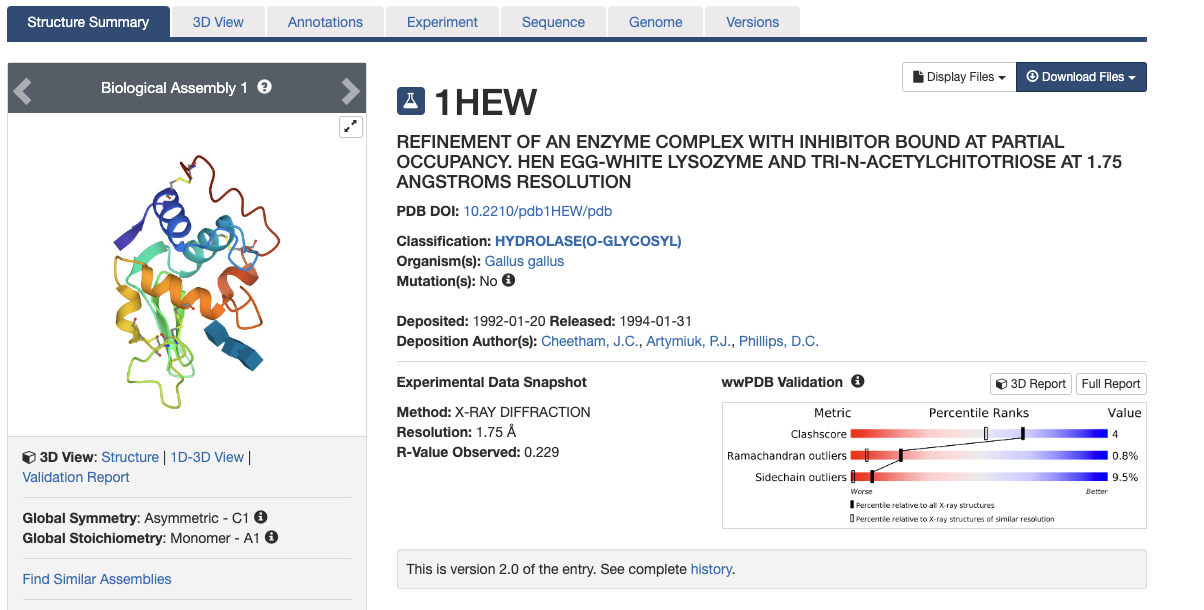 Structure Summary 3D View Annotations Experiment Sequence Genome Versions
Biological Assembly 1 ?
Display Files Download Files
1HEW
REFINEMENT OF AN ENZYME COMPLEX WITH INHIBITOR BOUND AT PARTIAL
OCCUPANCY. HEN EGG-WHITE LYSOZYME AND TRI-N-ACETYLCHITOTRIOSE AT 1.75
ANGSTROMS RESOLUTION
PDB DOI: 10.2210/pdb1HEW/pdb
Classification: HYDROLASE(O-GLYCOSYL)
Organism(s): Gallus gallus
Mutation(s): No i
Deposited: 1992-01-20 Released: 1994-01-31
Deposition Author(s): Cheetham, J.C., Artymiuk, P.J., Phillips, D.C.
Experimental Data Snapshot
Method: X-RAY DIFFRACTION
Resolution: 1.75 Å
R-Value Observed: 0.229
wwPDB Validation i 3D Report Full Report
Metric Percentile Ranks Value
Clashscore 4
Ramachandran outliers 0.8%
Sidechain outliers 9.5%
Worse Better
Percentile relative to all X-ray structures
Percentile relative to X-ray structures of similar resolution
This is version 2.0 of the entry. See complete history.
3D View: Structure | 1D-3D View |
Validation Report
Global Symmetry: Asymmetric - C1 i
Global Stoichiometry: Monomer - A1 i
Find Similar Assemblies